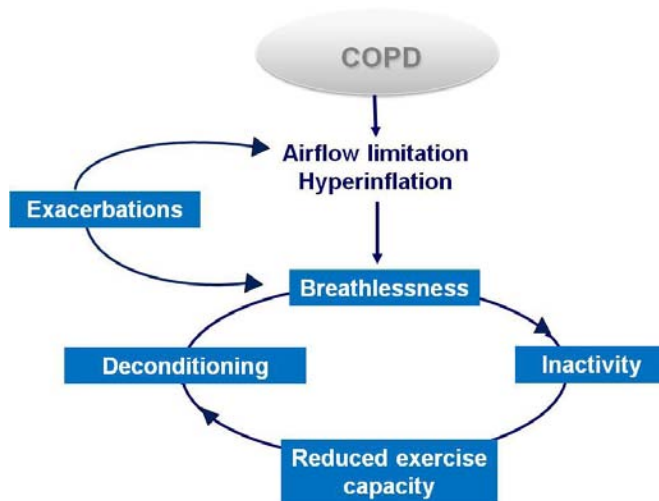 COPD
Airflow limitation
Hyperinflation
Exacerbations
Breathlessness
Deconditioning
Inactivity
Reduced exercise
capacity